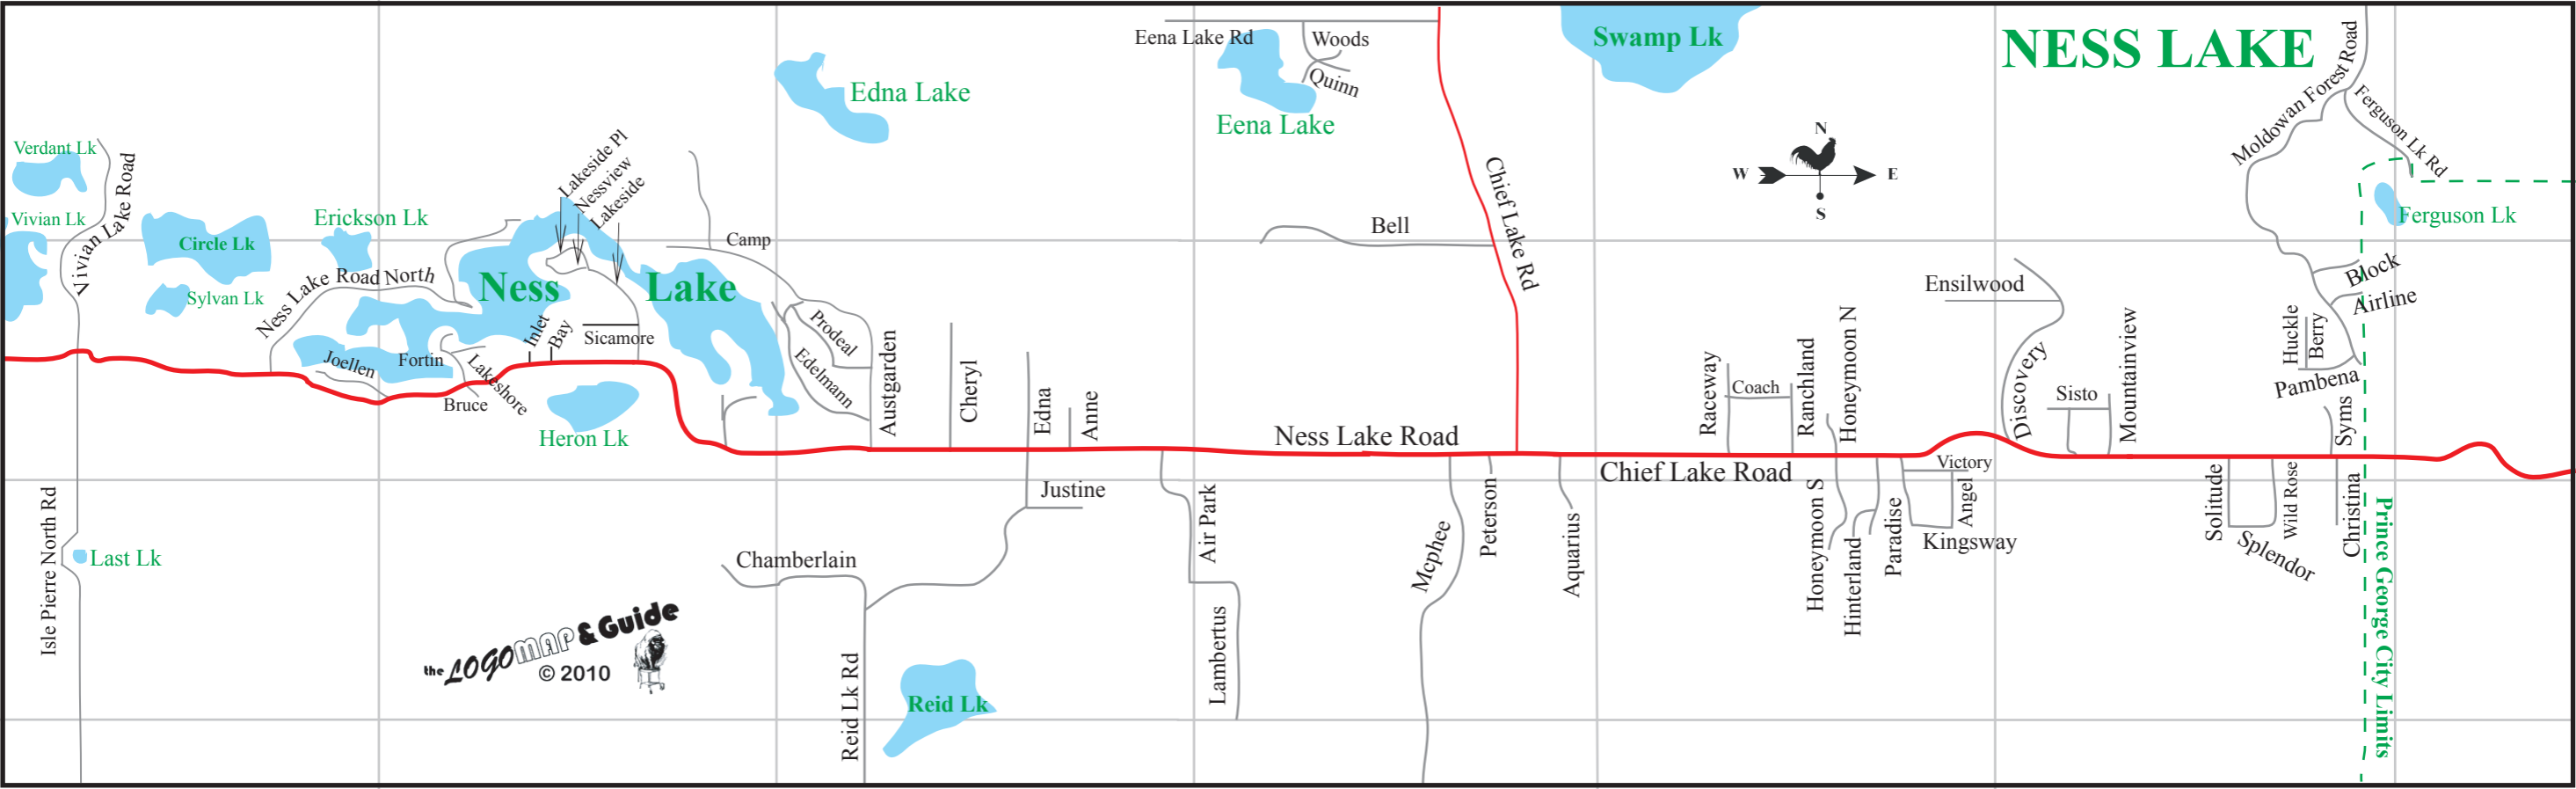 NESS LAKE
Eena Lake Rd
Woods
Quinn
Swamp Lk
Edna Lake
Eena Lake
Moldowan Forest Road
Ferguson Lk Rd
Ferguson Lk
N
W
E
S
Verdant Lk
Vivian Lk
Vivian Lake Road
Circle Lk
Sylvan Lk
Erickson Lk
Lakeside Pl
Nessview
Lakeside
Camp
Bell
Chief Lake Rd
Ness Lake Road North
Ness Lake
Inlet
Bay
Sicamore
Joellen
Fortin
Lakeshore
Bruce
Heron Lk
Prodeal
Edelmann
Austgarden
Cheryl
Edna
Anne
Ness Lake Road
Chief Lake Road
Raceway
Coach
Ranchland
Honeymoon N
Ensilwood
Discovery
Sisto
Mountainview
Block
Airline
Huckle
Berry
Pambena
Syms
Isle Pierre North Rd
Last Lk
Chamberlain
Justine
Air Park
Lambertus
Mcphee
Peterson
Aquarius
Honeymoon S
Hinterland
Paradise
Victory
Angel
Kingsway
Solitude
Wild Rose
Splendor
Christina
Prince George City Limits
Reid Lk Rd
Reid Lk
the LOGO MAP & Guide
© 2010